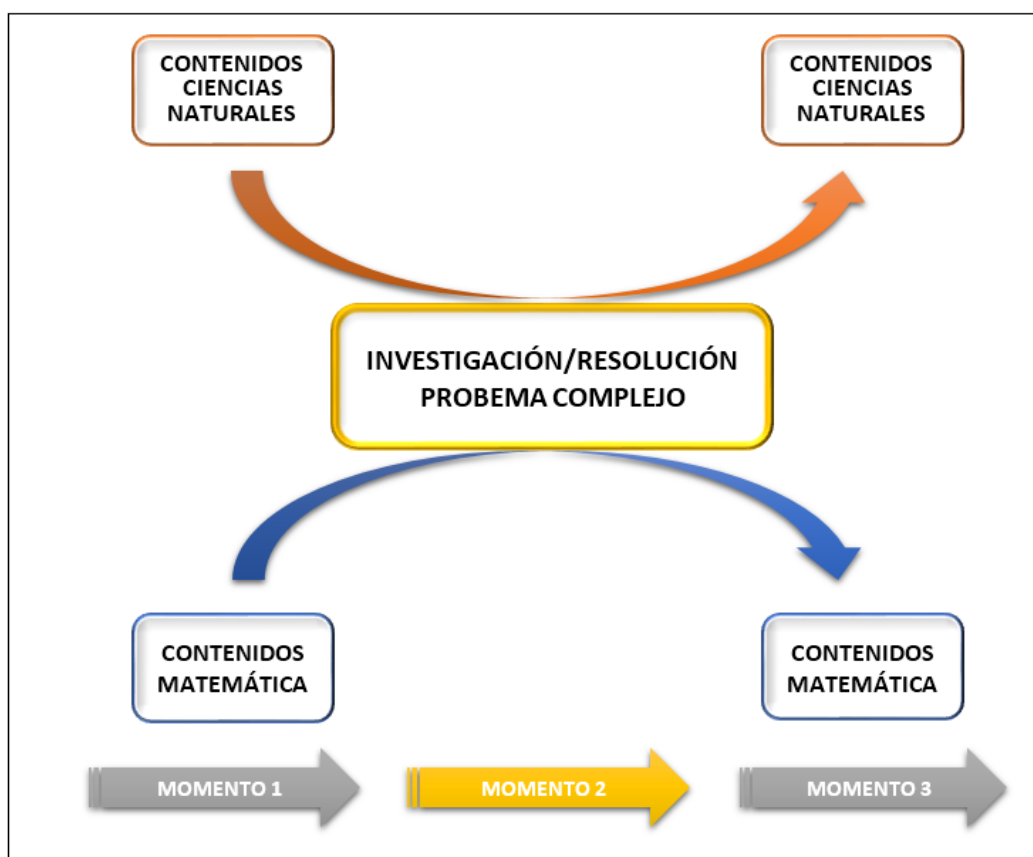 CONTENIDOS
CIENCIAS
NATURALES
CONTENIDOS
CIENCIAS
NATURALES
INVESTIGACIÓN/RESOLUCIÓN
PROBEMA COMPLEJO
CONTENIDOS
MATEMÁTICA
CONTENIDOS
MATEMÁTICA
MOMENTO 1
MOMENTO 2
MOMENTO 3